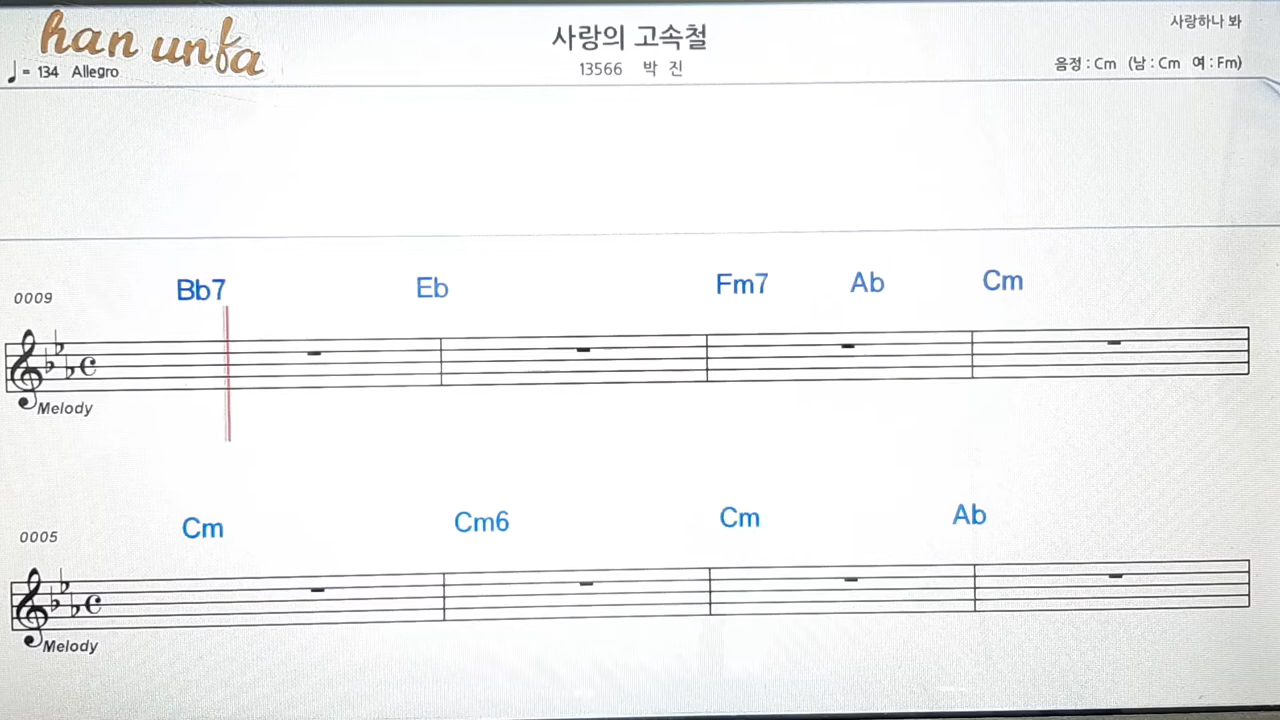 han unfa
사랑의 고속철
사랑하나 봐
♩= 134 Allegro
13566 박 진
음정 : Cm (남 : Cm 여 : Fm)
0009
Bb7 Eb Fm7 Ab Cm
Melody
0005
Cm Cm6 Cm Ab
Melody